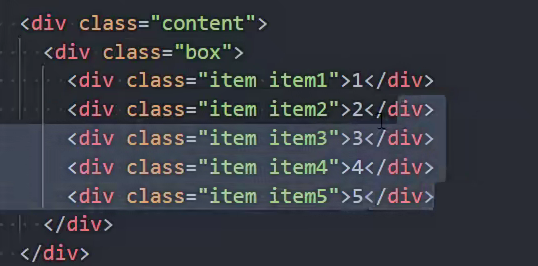 <div class="content">
<div class="box">
<div class="item item1">1</div>
<div class="item item2">2</div>
<div class="item item3">3</div>
<div class="item item4">4</div>
<div class="item item5">5</div>
</div>
</div>